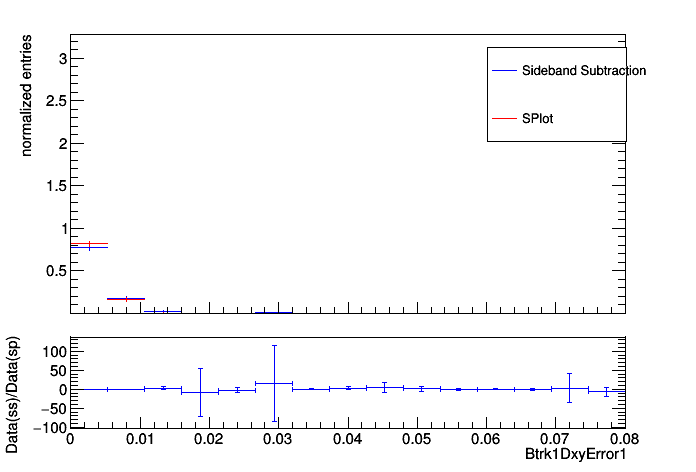 normalized entries
3
2.5
2
1.5
1
0.5
Sideband Subtraction
SPlot
Data(ss)/Data(sp)
100
50
0
−50
−100
0 0.01 0.02 0.03 0.04 0.05 0.06 0.07 0.08
Btrk1DxyError1